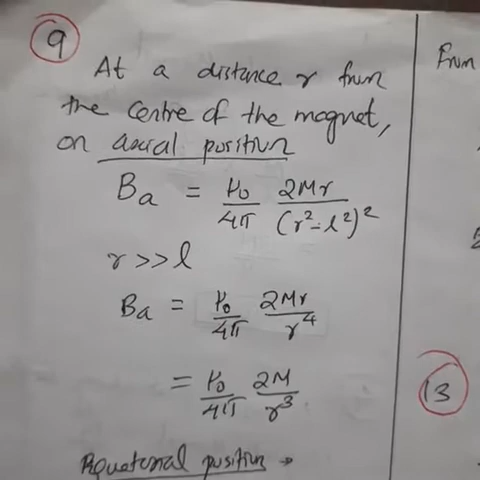 9
At a distance r from
the centre of the magnet,
on axial position
Ba = μ0/4π 2Mr/(r²-l²)²
r >> l
Ba = μ0/4π 2Mr/r⁴
= μ0/4π 2M/r³
Equatorial position →
From
13